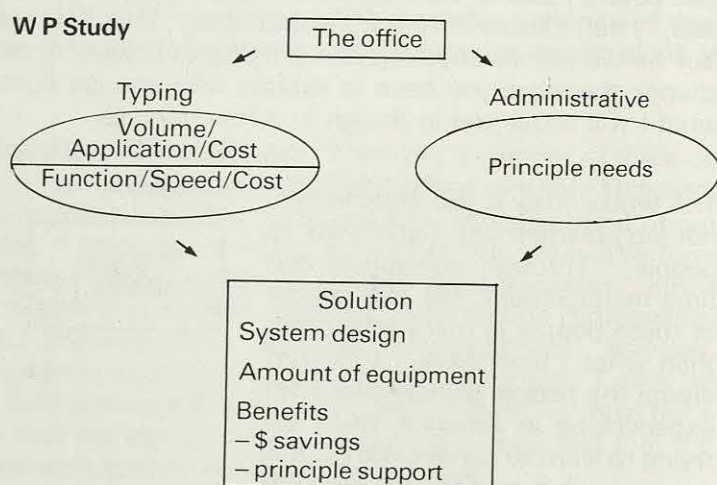 W P Study
The office
Typing
Administrative
Volume/
Application/Cost
Function/Speed/Cost
Principle needs
Solution
System design
Amount of equipment
Benefits
– $ savings
– principle support